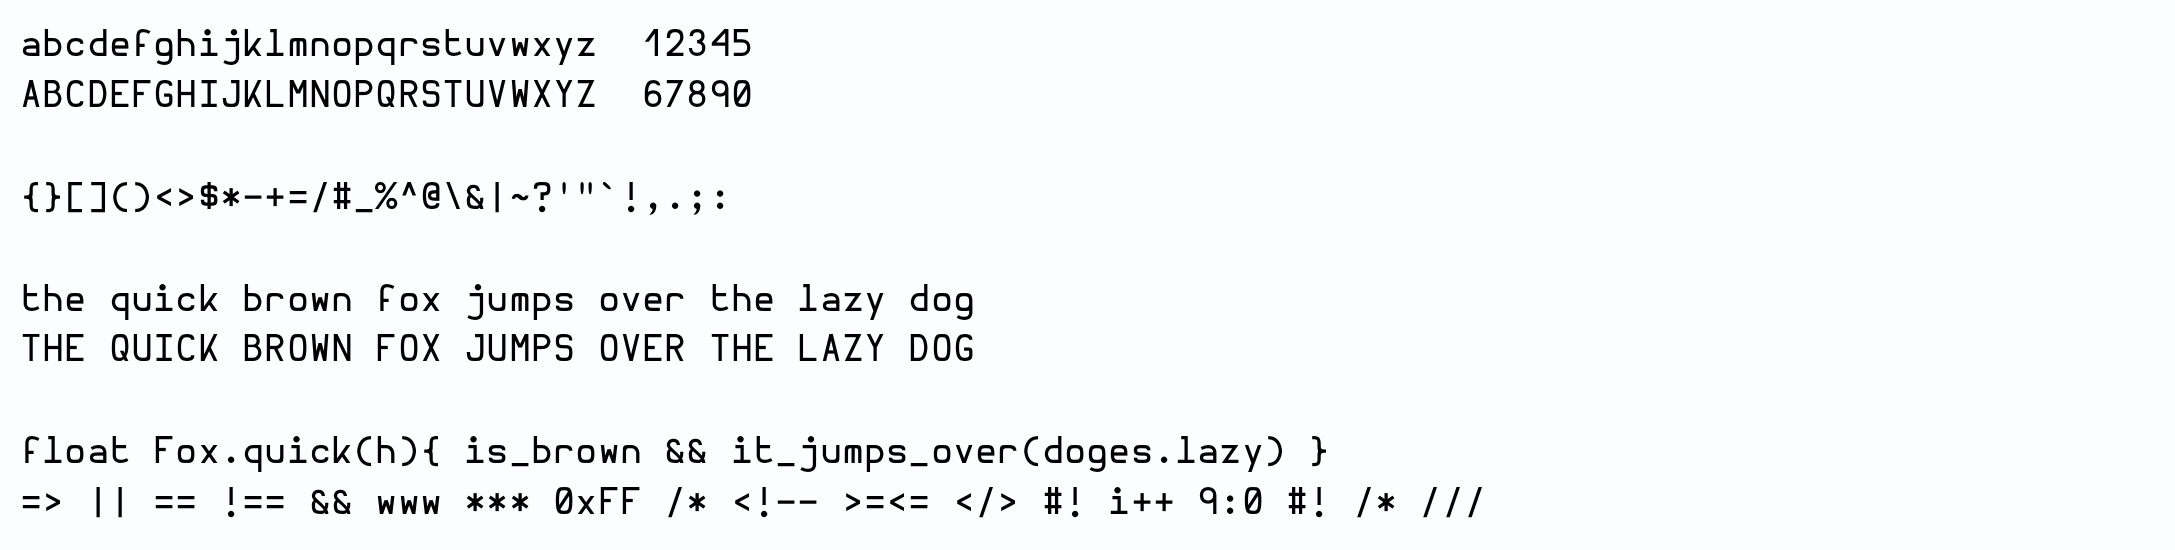 abcdefghijklmnopqrstuvwxyz  12345
ABCDEFGHIJKLMNOPQRSTUVWXYZ  67890
{}[]()<>$*-+=/#_%^@\&|~?'"`!,.;:
the quick brown fox jumps over the lazy dog
THE QUICK BROWN FOX JUMPS OVER THE LAZY DOG
float Fox.quick(h){ is_brown && it_jumps_over(doges.lazy) }
=> || == !== && www *** 0xFF /* <!-- >=<= </> #! i++ 9:0 #! /* ///